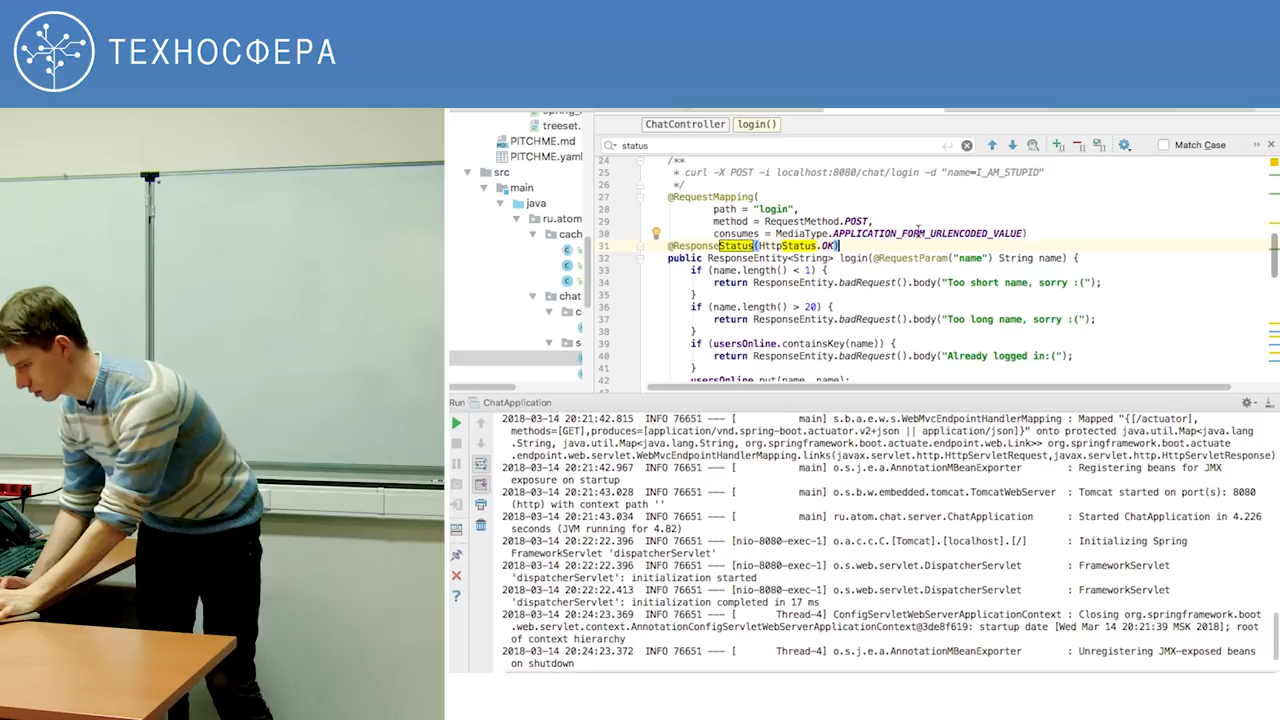 ТЕХНОСФЕРА
spring_
treeset.
PITCHME.md
PITCHME.yaml
src
main
java
ru.atom
cach
chat
c
s
ChatController login()
status
Match Case
24 /**
25 * curl -X POST -i localhost:8080/chat/login -d "name=I_AM_STUPID"
26 */
27 @RequestMapping(
28 path = "login",
29 method = RequestMethod.POST,
30 consumes = MediaType.APPLICATION_FORM_URLENCODED_VALUE)
31 @ResponseStatus(HttpStatus.OK)
32 public ResponseEntity<String> login(@RequestParam("name") String name) {
33 if (name.length() < 1) {
34 return ResponseEntity.badRequest().body("Too short name, sorry :(");
35 }
36 if (name.length() > 20) {
37 return ResponseEntity.badRequest().body("Too long name, sorry :(");
38 }
39 if (usersOnline.containsKey(name)) {
40 return ResponseEntity.badRequest().body("Already logged in:(");
41 }
42 usersOnline.put(name, name);
Run ChatApplication
2018-03-14 20:21:42.815 INFO 76651 --- [ main] s.b.a.e.w.s.WebMvcEndpointHandlerMapping : Mapped "{[/actuator],
methods=[GET],produces=[application/vnd.spring-boot.actuator.v2+json || application/json]}" onto protected java.util.Map<java.lang
.String, java.util.Map<java.lang.String, org.springframework.boot.actuate.endpoint.web.Link>> org.springframework.boot.actuate
.endpoint.web.servlet.WebMvcEndpointHandlerMapping.links(javax.servlet.http.HttpServletRequest,javax.servlet.http.HttpServletResponse)
2018-03-14 20:21:42.967 INFO 76651 --- [ main] o.s.j.e.a.AnnotationMBeanExporter : Registering beans for JMX
exposure on startup
2018-03-14 20:21:43.028 INFO 76651 --- [ main] o.s.b.w.embedded.tomcat.TomcatWebServer : Tomcat started on port(s): 8080
(http) with context path ''
2018-03-14 20:21:43.034 INFO 76651 --- [ main] ru.atom.chat.server.ChatApplication : Started ChatApplication in 4.226
seconds (JVM running for 4.82)
2018-03-14 20:22:22.396 INFO 76651 --- [nio-8080-exec-1] o.a.c.c.C.[Tomcat].[localhost].[/] : Initializing Spring
FrameworkServlet 'dispatcherServlet'
2018-03-14 20:22:22.396 INFO 76651 --- [nio-8080-exec-1] o.s.web.servlet.DispatcherServlet : FrameworkServlet
'dispatcherServlet': initialization started
2018-03-14 20:22:22.413 INFO 76651 --- [nio-8080-exec-1] o.s.web.servlet.DispatcherServlet : FrameworkServlet
'dispatcherServlet': initialization completed in 17 ms
2018-03-14 20:24:23.369 INFO 76651 --- [ Thread-4] ConfigServletWebServerApplicationContext : Closing org.springframework.boot
.web.servlet.context.AnnotationConfigServletWebServerApplicationContext@3de8f619: startup date [Wed Mar 14 20:21:39 MSK 2018]; root
of context hierarchy
2018-03-14 20:24:23.372 INFO 76651 --- [ Thread-4] o.s.j.e.a.AnnotationMBeanExporter : Unregistering JMX-exposed beans
on shutdown